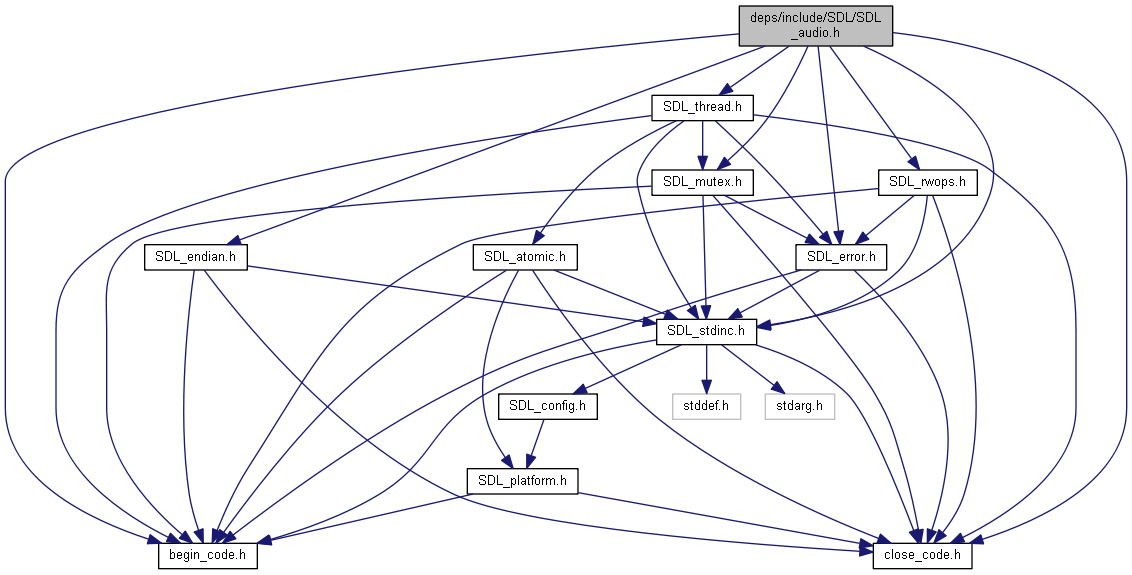 deps/include/SDL/SDL
_audio.h
SDL_thread.h
SDL_mutex.h
SDL_rwops.h
SDL_endian.h
SDL_atomic.h
SDL_error.h
SDL_stdinc.h
SDL_config.h
stddef.h
stdarg.h
SDL_platform.h
begin_code.h
close_code.h